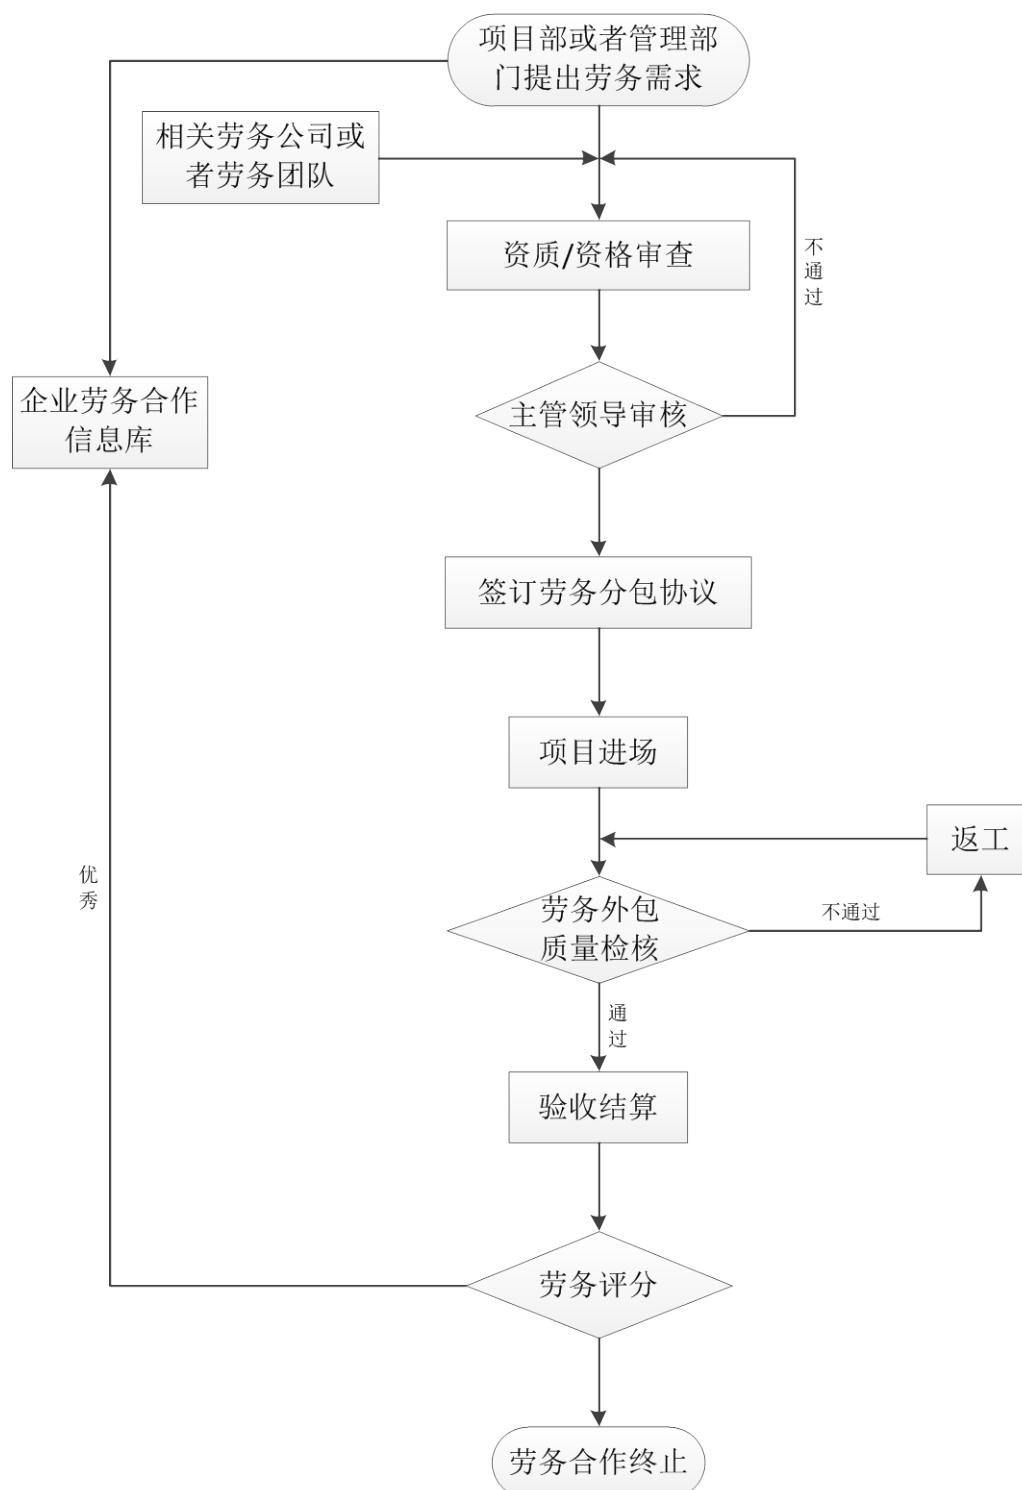 项目部或者管理部
门提出劳务需求
相关劳务公司或
者劳务团队
资质/资格审查
不
通
过
企业劳务合作
信息库
主管领导审核
签订劳务分包协议
项目进场
返工
优
秀
劳务外包
质量检核
不通过
通
过
验收结算
劳务评分
劳务合作终止